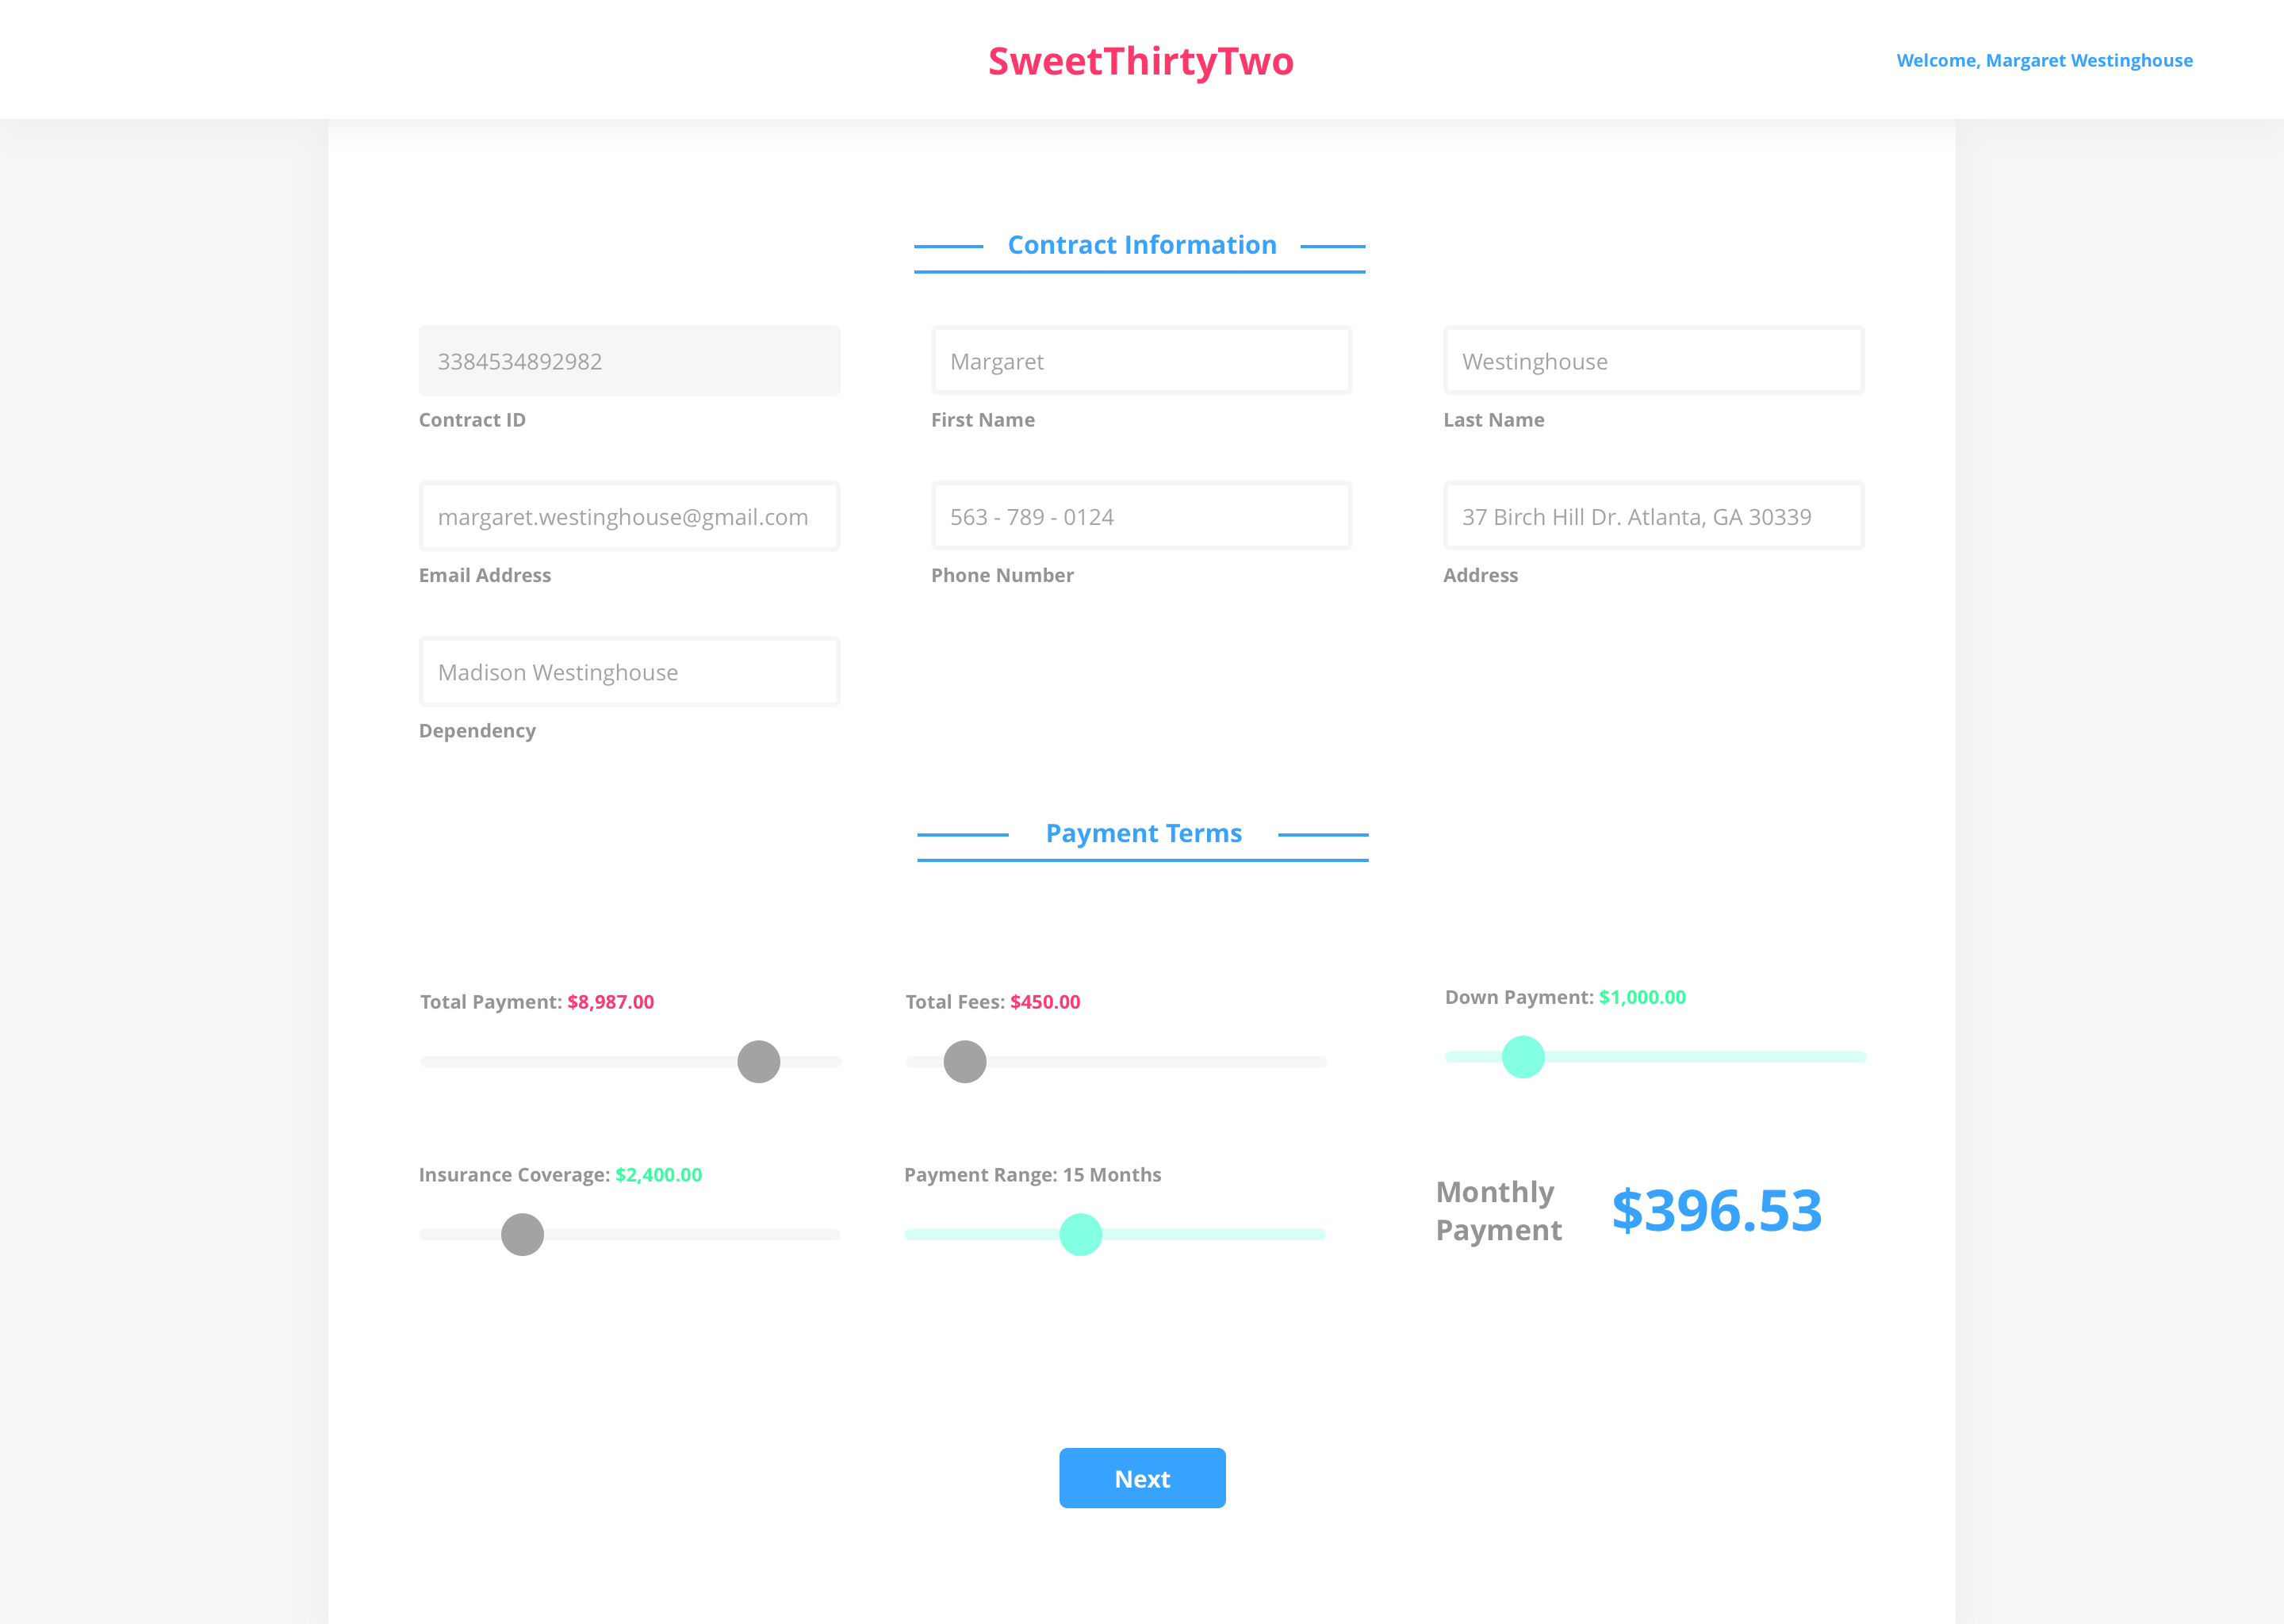 SweetThirtyTwo
Welcome, Margaret Westinghouse
Contract Information
3384534892982
Margaret
Westinghouse
Contract ID
First Name
Last Name
margaret.westinghouse@gmail.com
563 - 789 - 0124
37 Birch Hill Dr. Atlanta, GA 30339
Email Address
Phone Number
Address
Madison Westinghouse
Dependency
Payment Terms
Total Payment: $8,987.00
Total Fees: $450.00
Down Payment: $1,000.00
Insurance Coverage: $2,400.00
Payment Range: 15 Months
Monthly
Payment
$396.53
Next